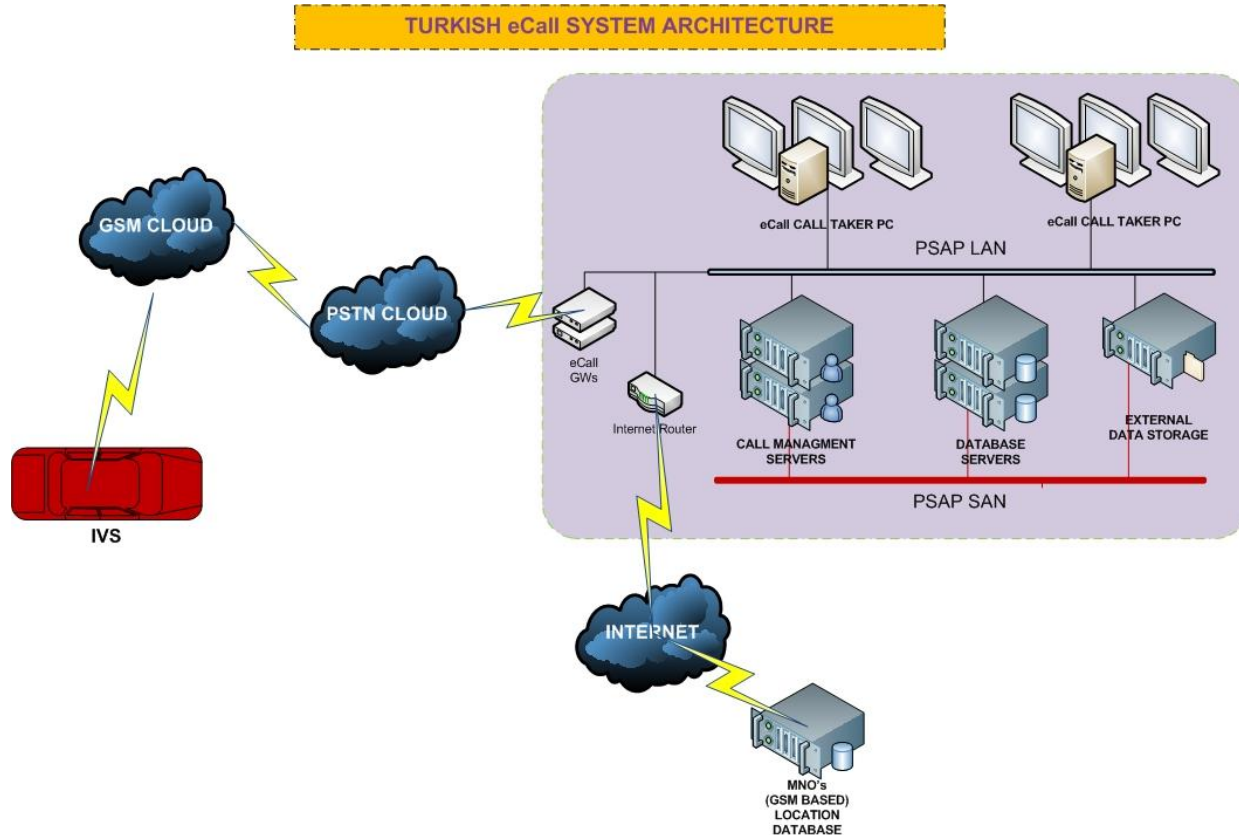 TURKISH eCall SYSTEM ARCHITECTURE
GSM CLOUD
PSTN CLOUD
IVS
eCALL CALL TAKER PC
eCALL CALL TAKER PC
PSAP LAN
eCall
GWs
Internet Router
CALL MANAGMENT
SERVERS
DATABASE
SERVERS
EXTERNAL
DATA STORAGE
PSAP SAN
INTERNET
MNO's
(GSM BASED)
LOCATION
DATABASE